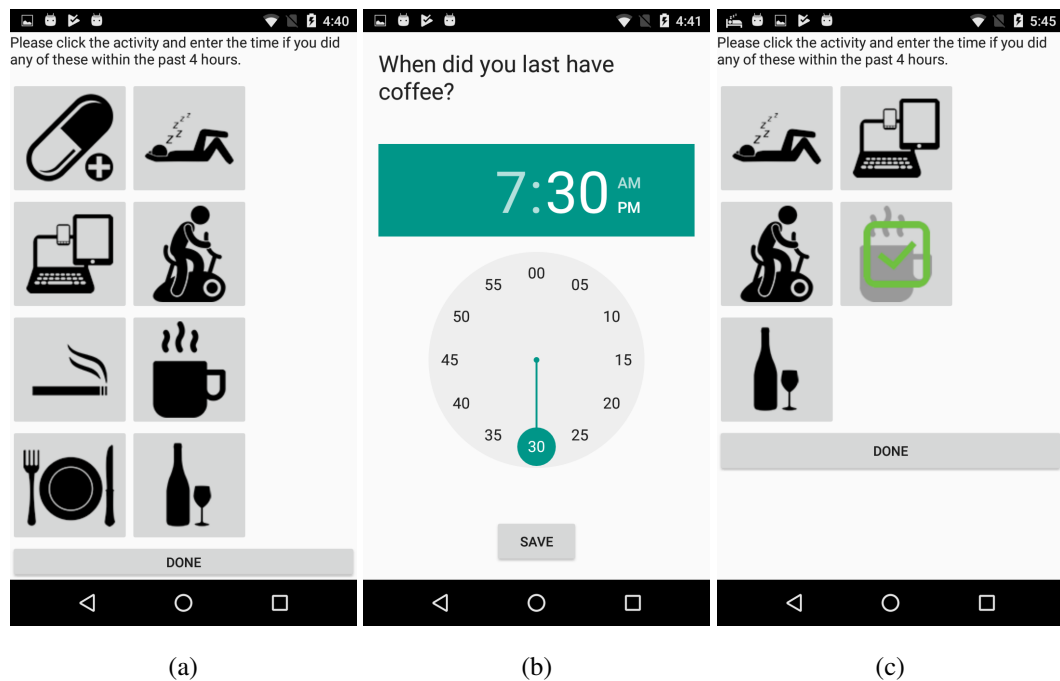 4:40
Please click the activity and enter the time if you did
any of these within the past 4 hours.
z z z z z
DONE
(a)
4:41
When did you last have
coffee?
7:30
AM
PM
00
05
10
15
20
25
30
35
40
45
50
55
SAVE
(b)
5:45
Please click the activity and enter the time if you did
any of these within the past 4 hours.
z z z z z
DONE
(c)